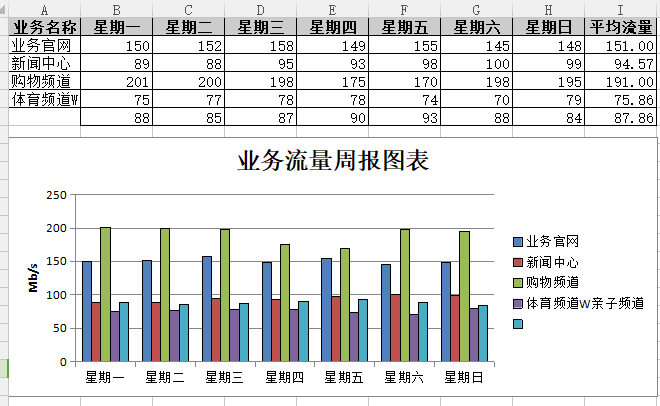 A B C D E F G H I
业务名称 星期一 星期二 星期三 星期四 星期五 星期六 星期日 平均流量
业务官网 150 152 158 149 155 145 148 151.00
新闻中心 89 88 95 93 98 100 99 94.57
购物频道 201 200 198 175 170 198 195 191.00
体育频道W 75 77 78 78 74 70 79 75.86
88 85 87 90 93 88 84 87.86
业务流量周报图表
Mb/s
250
200
150
100
50
0
星期一 星期二 星期三 星期四 星期五 星期六 星期日
业务官网
新闻中心
购物频道
体育频道W亲子频道